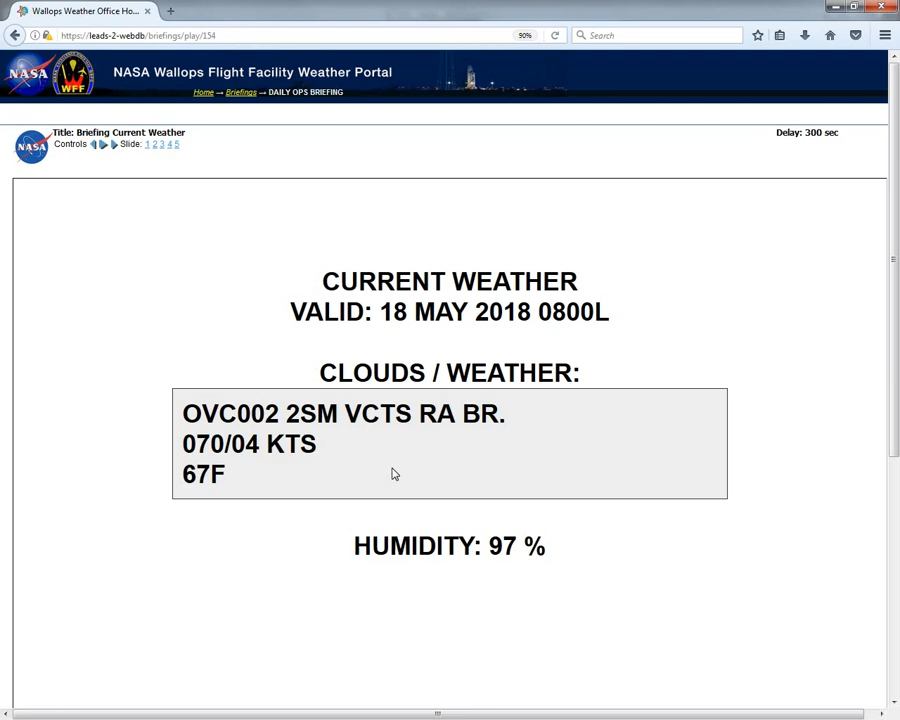 Wallops Weather Office Ho...
https://leads-2-webdb/briefings/play/154
90%
Search
NASA
WFF
NASA Wallops Flight Facility Weather Portal
Home → Briefings → DAILY OPS BRIEFING
NASA
Title: Briefing Current Weather
Delay: 300 sec
Controls Slide: 1 2 3 4 5
CURRENT WEATHER
VALID: 18 MAY 2018 0800L
CLOUDS / WEATHER:
OVC002 2SM VCTS RA BR.
070/04 KTS
67F
HUMIDITY: 97 %